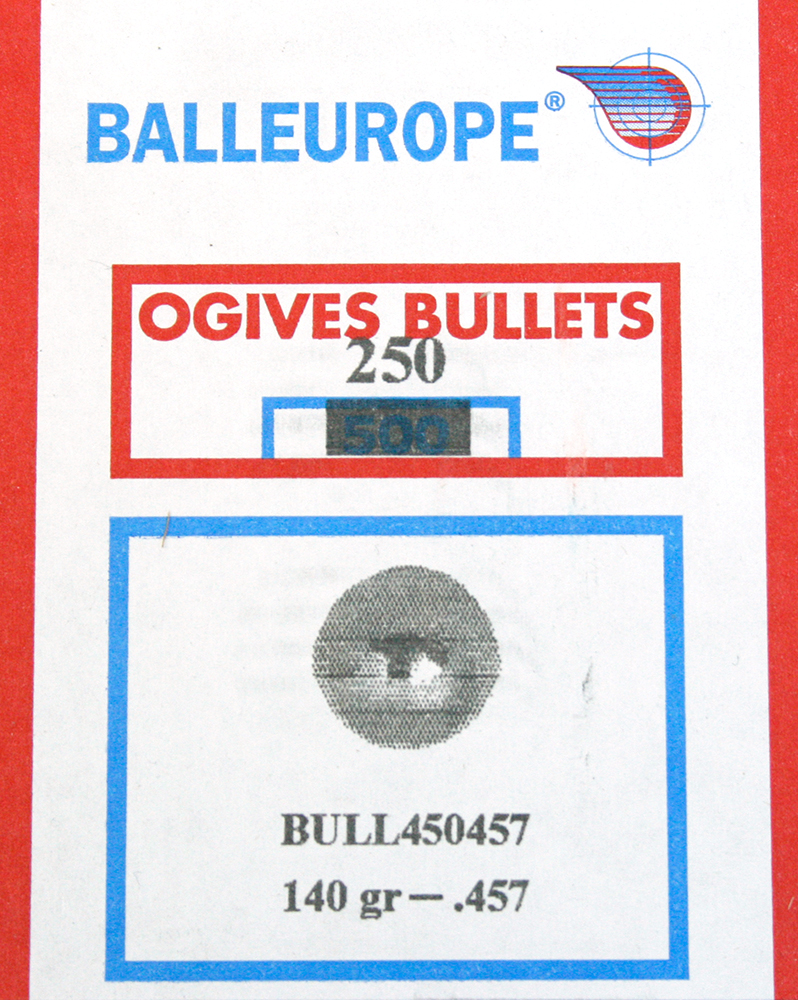 BALLEUROPE®
OGIVES BULLETS
250
500
BULL450457
140 gr – .457